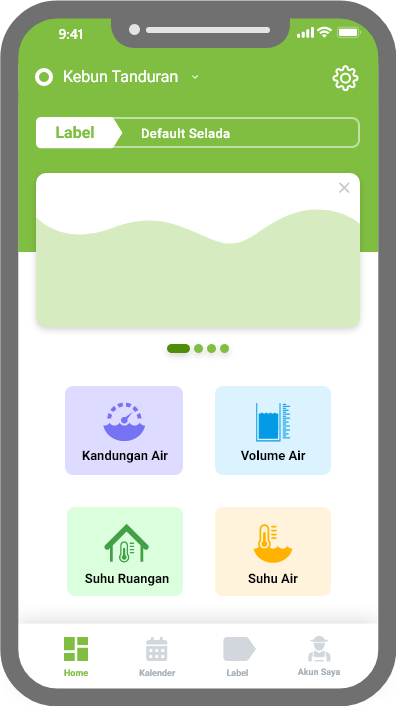 9:41
Kebun Tanduran
Label
Default Selada
Kandungan Air
Volume Air
Suhu Ruangan
Suhu Air
Home
Kalender
Label
Akun Saya